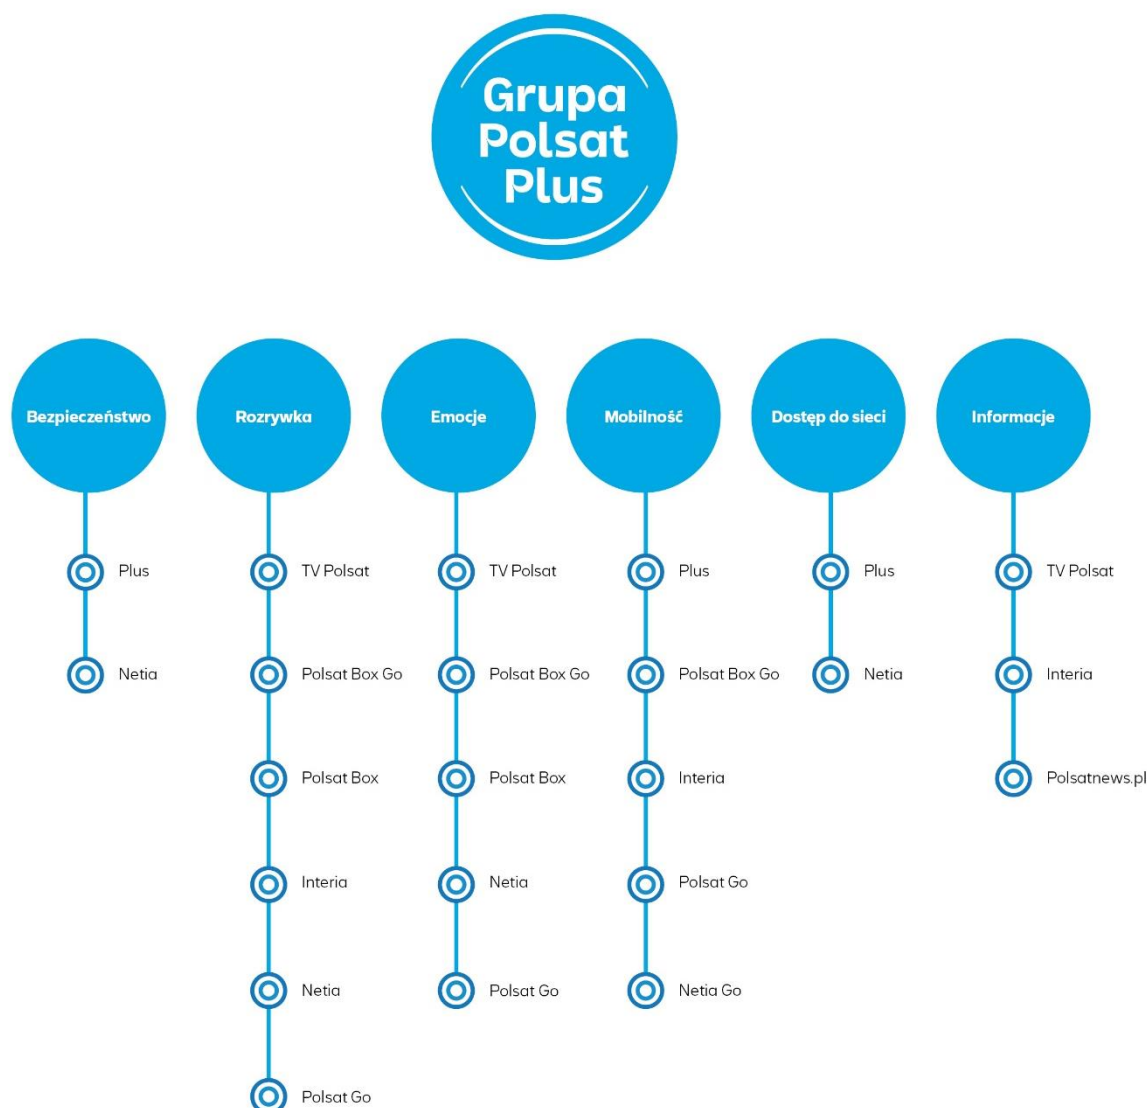 Grupa
Polsat
Plus
Bezpieczeństwo
Rozrywka
Emocje
Mobilność
Dostęp do sieci
Informacje
Plus
Netia
TV Polsat
Polsat Box Go
Polsat Box
Interia
Netia
Polsat Go
TV Polsat
Polsat Box Go
Polsat Box
Netia
Polsat Go
Plus
Polsat Box Go
Interia
Polsat Go
Netia Go
Plus
Netia
TV Polsat
Interia
Polsatnews.pl